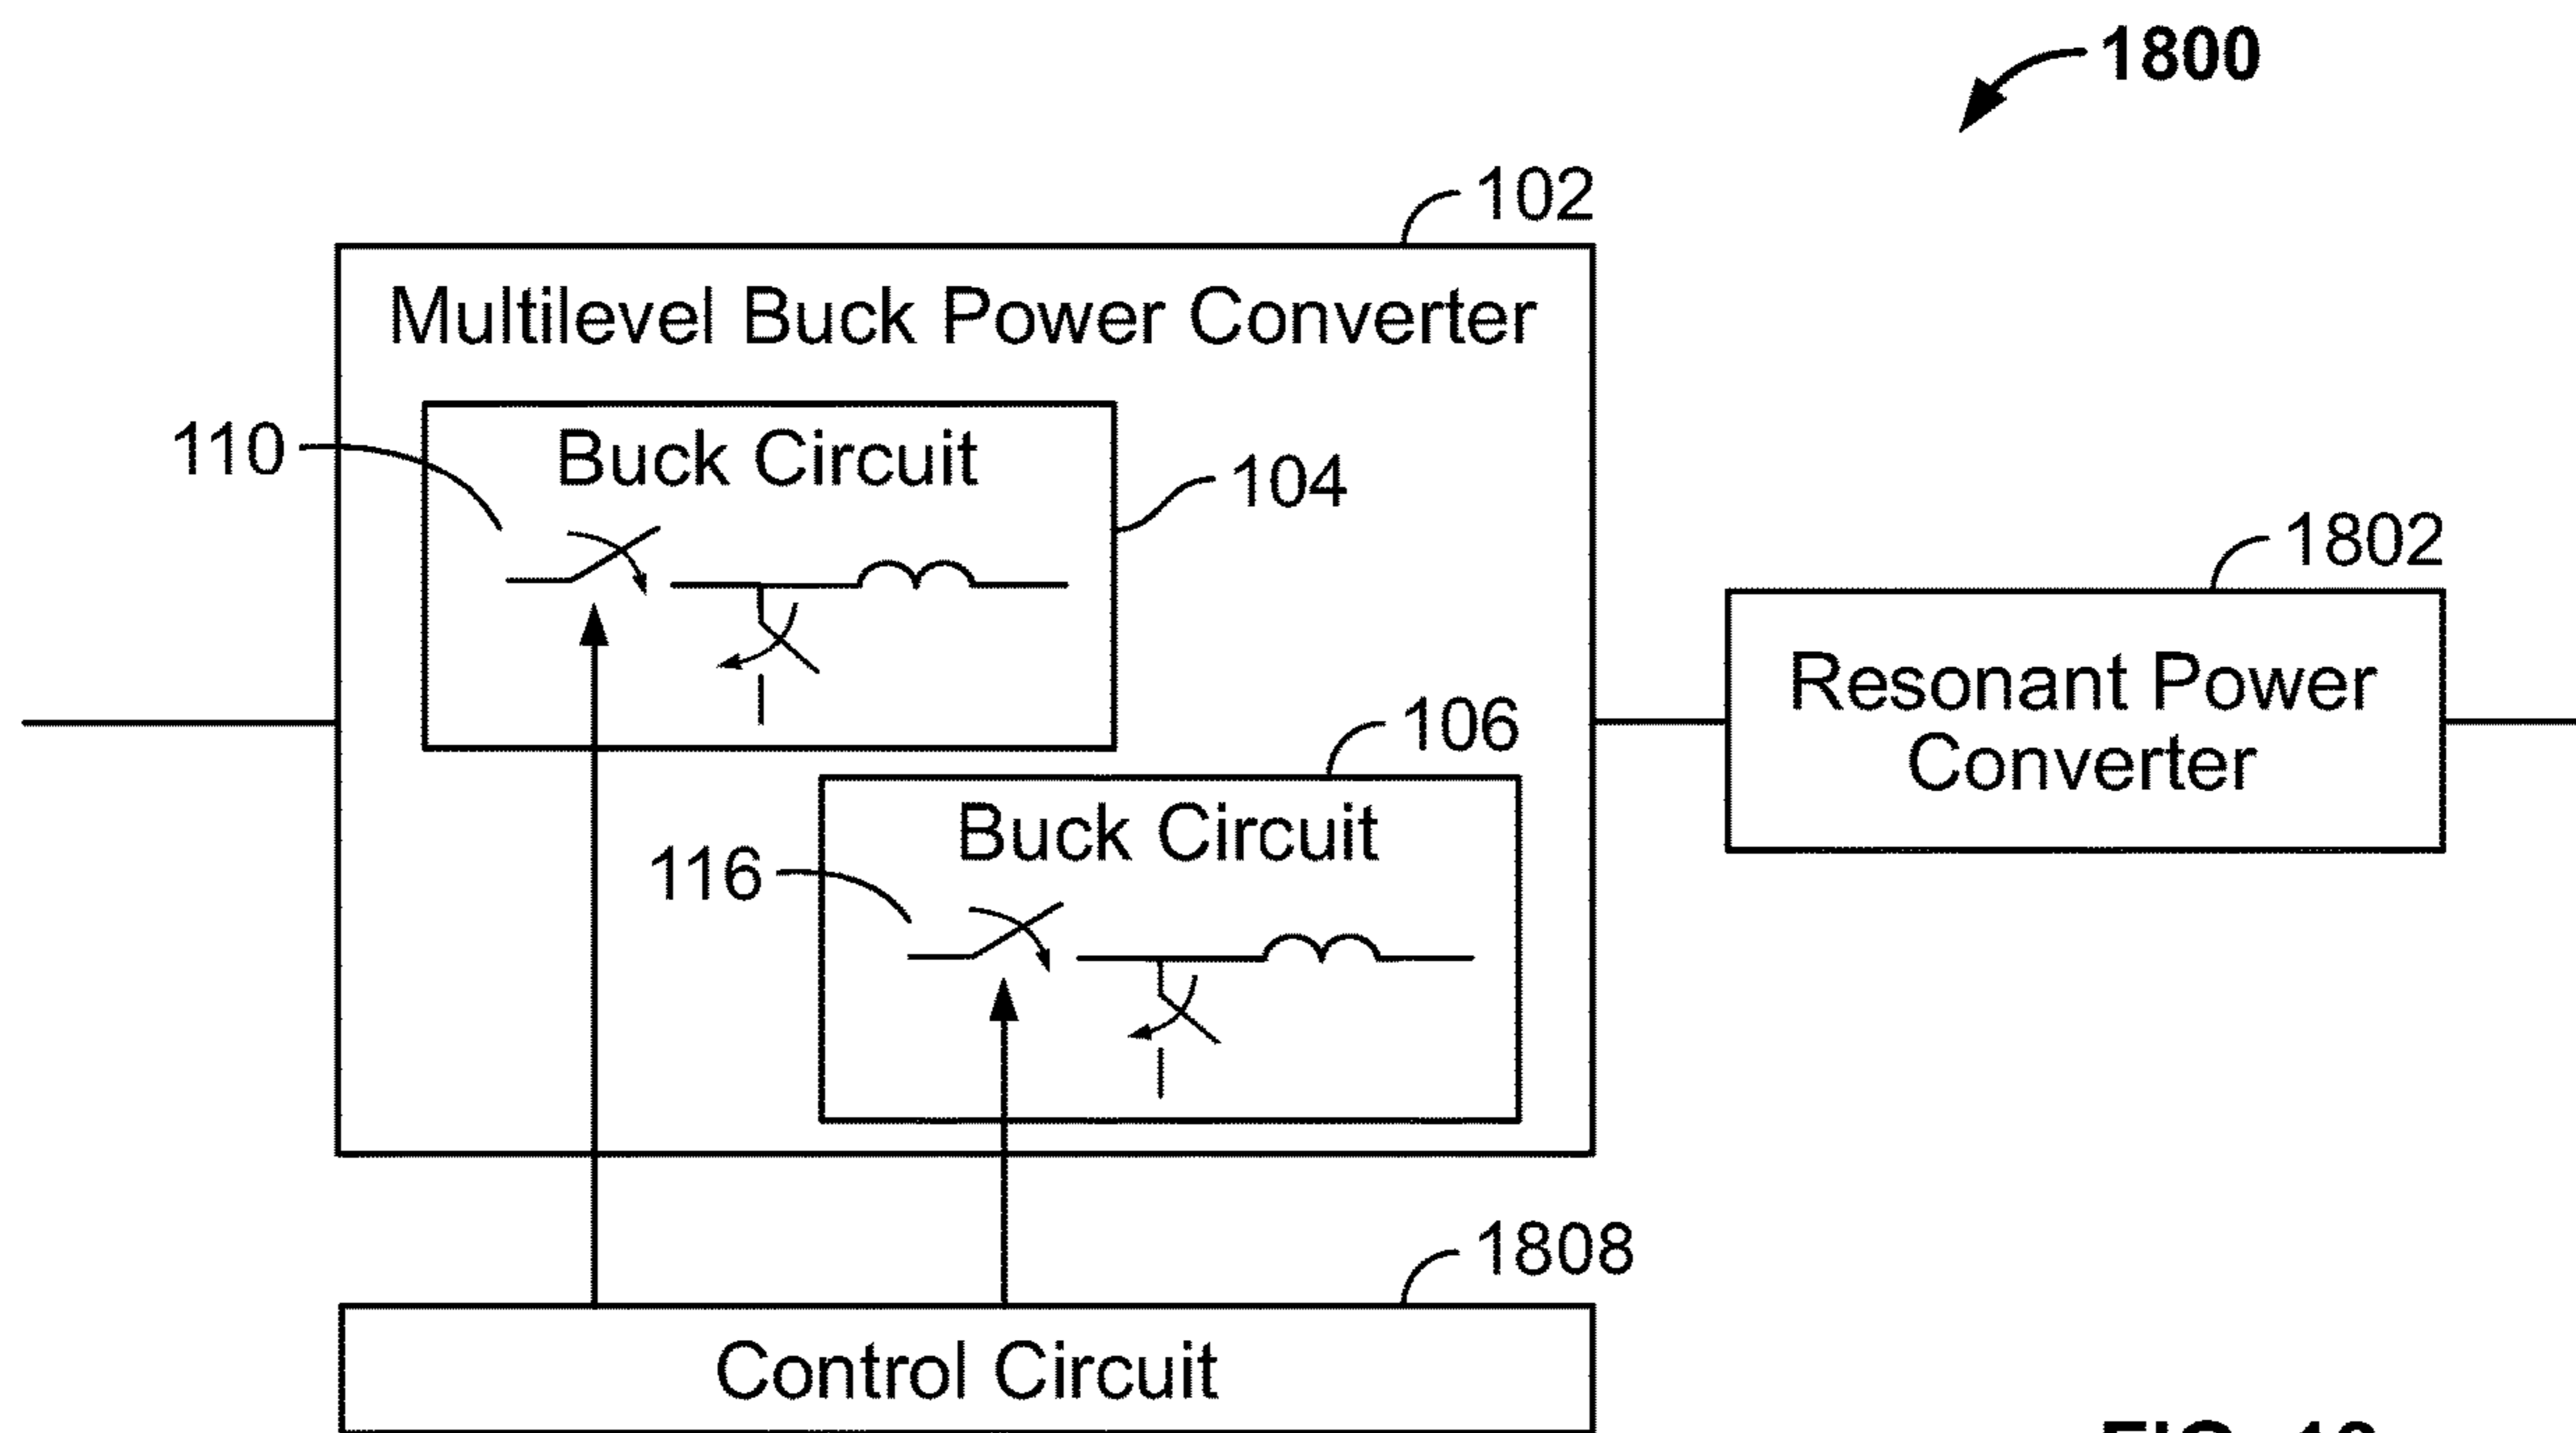 1800
102
Multilevel Buck Power Converter
110
Buck Circuit
104
1802
Resonant Power
Converter
106
Buck Circuit
116
1808
Control Circuit